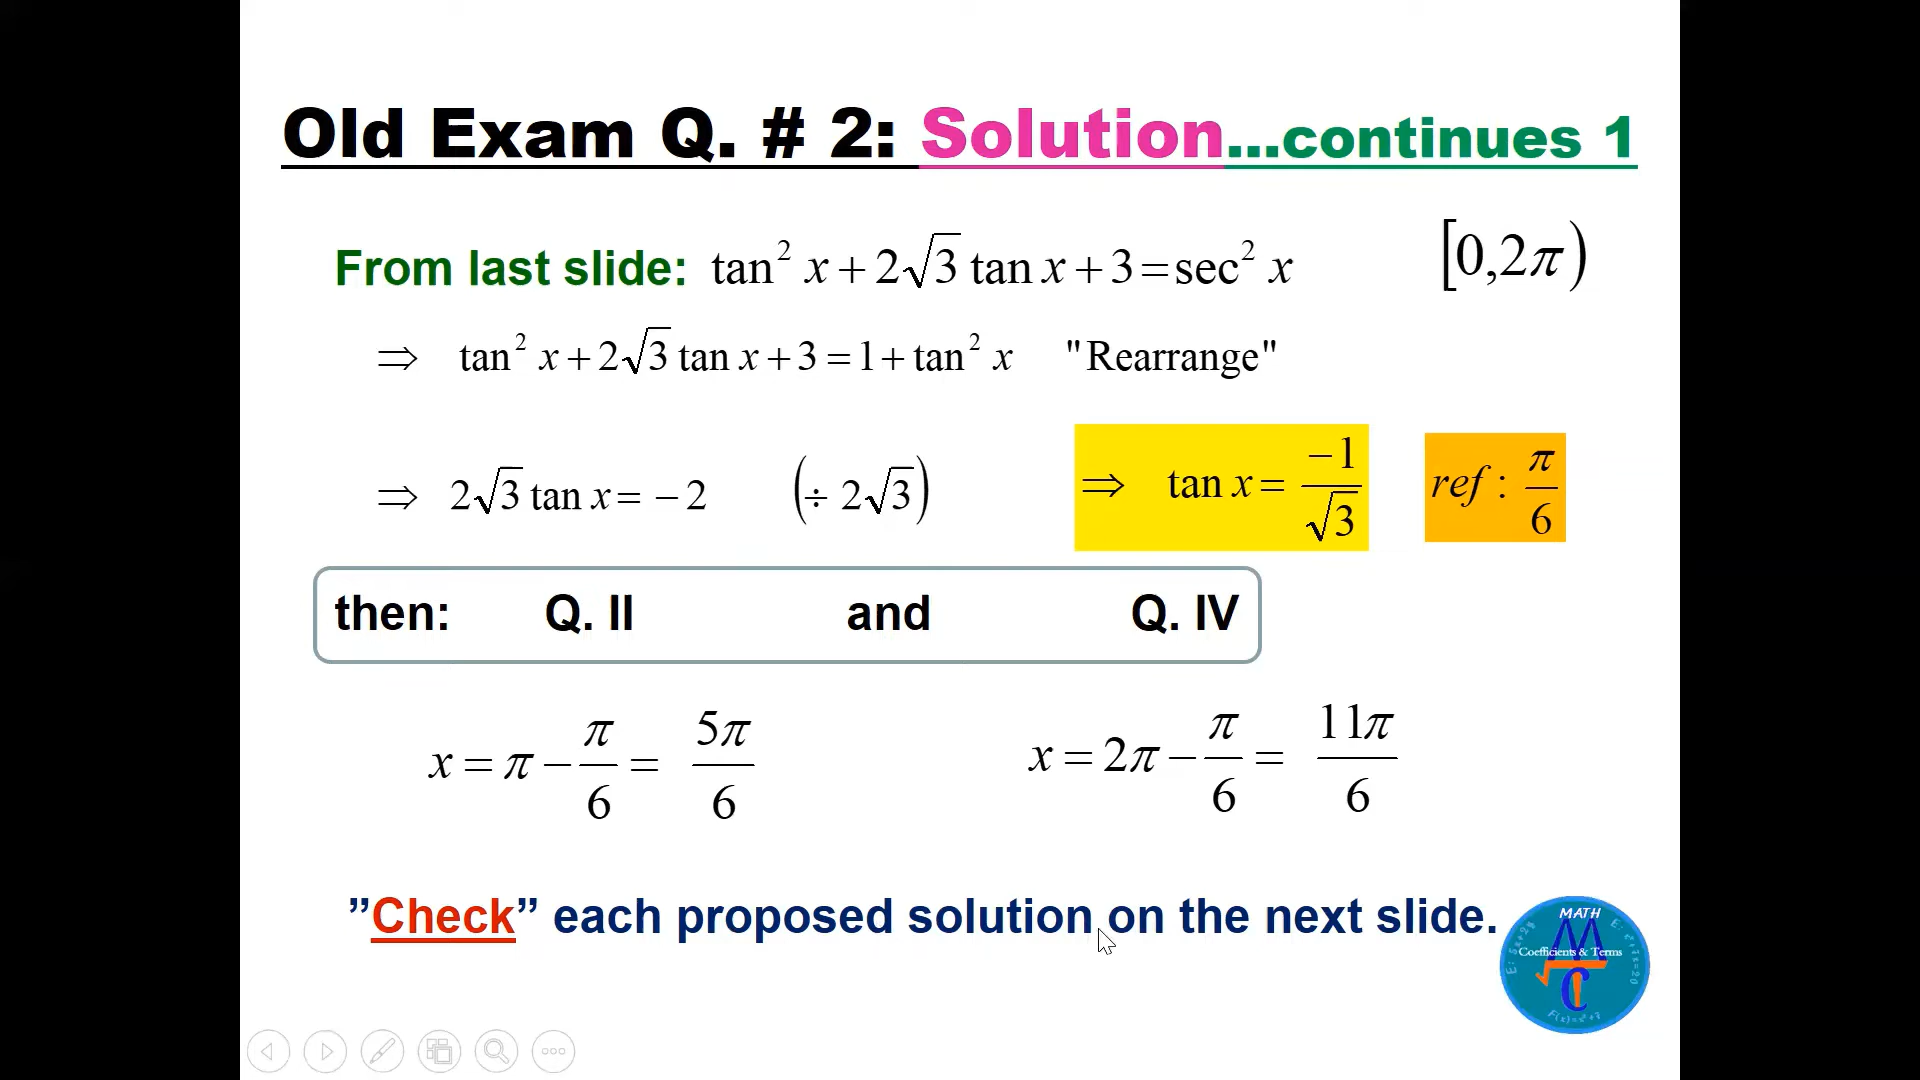 Old Exam Q. # 2: Solution...continues 1
From last slide: tan² x + 2√3 tan x + 3 = sec² x [0,2π)
⇒ tan² x + 2√3 tan x + 3 = 1 + tan² x "Rearrange"
⇒ 2√3 tan x = − 2 (÷ 2√3) ⇒ tan x = −1/√3 ref : π/6
then: Q. II and Q. IV
x = π − π/6 = 5π/6 x = 2π − π/6 = 11π/6
”Check” each proposed solution on the next slide.
MATH
Coefficients & Terms